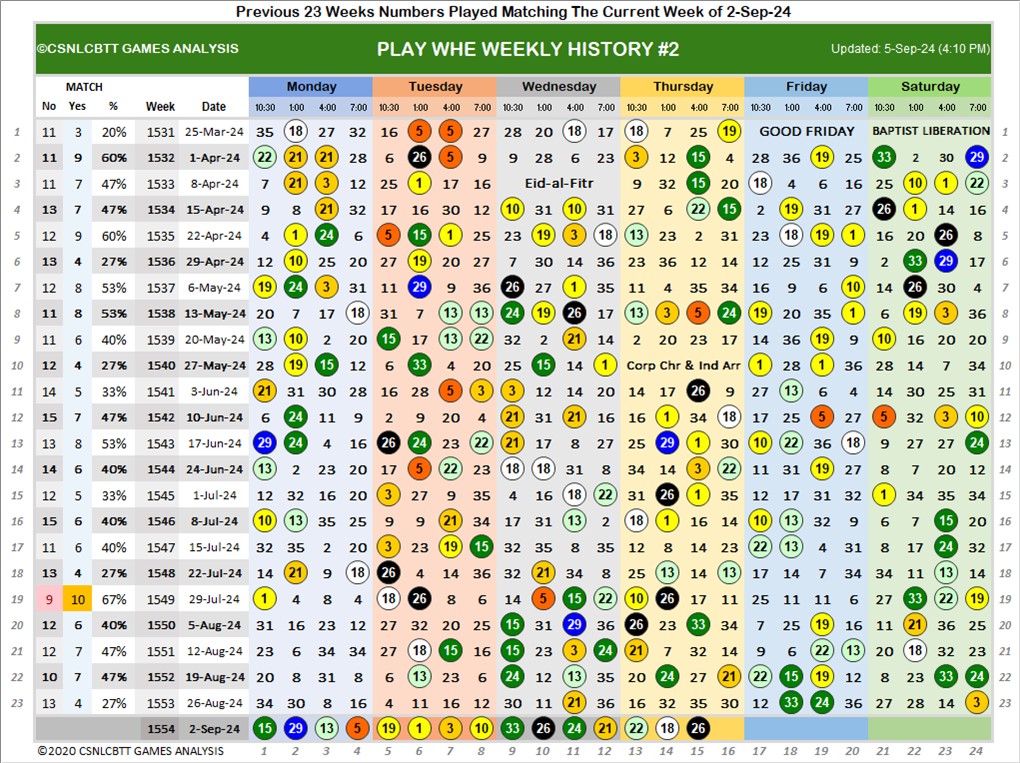 Previous 23 Weeks Numbers Played Matching The Current Week of 2-Sep-24
©CSNLCBTT GAMES ANALYSIS PLAY WHE WEEKLY HISTORY #2 Updated: 5-Sep-24 (4:10 PM)
MATCH Monday Tuesday Wednesday Thursday Friday Saturday
No Yes % Week Date 10:30 1:00 4:00 7:00 10:30 1:00 4:00 7:00 10:30 1:00 4:00 7:00 10:30 1:00 4:00 7:00 10:30 1:00 4:00 7:00 10:30 1:00 4:00 7:00
1 11 3 20% 1531 25-Mar-24 35 18 27 32 16 5 5 27 28 20 18 17 18 7 25 19 GOOD FRIDAY BAPTIST LIBERATION 1
2 11 9 60% 1532 1-Apr-24 22 21 21 28 6 26 5 9 9 28 6 23 3 12 15 4 28 36 19 25 33 2 30 29 2
3 11 7 47% 1533 8-Apr-24 7 21 3 12 25 1 17 16 Eid-al-Fitr 9 32 15 20 18 4 6 16 25 10 1 22 3
4 13 7 47% 1534 15-Apr-24 9 8 21 32 17 16 30 12 10 31 10 31 27 6 22 15 2 19 31 27 26 1 14 16 4
5 12 9 60% 1535 22-Apr-24 4 1 24 6 5 15 1 25 23 19 3 18 13 23 2 31 23 18 19 1 16 20 26 8 5
6 13 4 27% 1536 29-Apr-24 12 10 25 20 27 19 20 27 7 30 14 36 23 36 12 14 12 25 31 9 2 33 29 17 6
7 12 8 53% 1537 6-May-24 19 24 3 31 11 29 9 36 26 27 1 35 11 4 35 34 16 9 6 10 14 26 30 4 7
8 11 8 53% 1538 13-May-24 20 7 17 18 31 7 13 13 24 19 26 17 13 3 5 24 19 20 35 1 6 19 3 36 8
9 11 6 40% 1539 20-May-24 13 10 2 20 15 17 13 22 32 2 21 14 2 20 23 17 14 36 19 9 10 16 20 20 9
10 12 4 27% 1540 27-May-24 28 19 15 12 6 33 4 20 25 15 14 1 Corp Chr & Ind Arr 1 28 1 36 28 14 7 34 10
11 14 5 33% 1541 3-Jun-24 21 31 30 28 16 28 5 3 3 12 14 20 14 17 26 9 27 13 6 4 14 30 25 31 11
12 15 7 47% 1542 10-Jun-24 6 24 11 9 2 9 20 4 21 31 21 16 16 1 34 18 17 25 5 27 5 32 3 10 12
13 13 8 53% 1543 17-Jun-24 29 24 4 16 26 24 23 22 21 17 8 27 25 29 1 30 10 22 36 18 9 27 27 24 13
14 14 6 40% 1544 24-Jun-24 13 2 23 20 17 5 22 23 18 18 31 8 34 14 3 22 11 31 19 27 8 7 20 12 14
15 12 5 33% 1545 1-Jul-24 12 32 16 20 3 27 9 35 4 16 18 22 31 26 1 35 12 17 31 32 1 34 35 34 15
16 15 6 40% 1546 8-Jul-24 10 13 35 25 9 9 21 34 17 31 13 2 18 1 16 14 10 13 32 9 6 7 15 20 16
17 11 6 40% 1547 15-Jul-24 32 35 2 20 3 23 19 15 32 35 8 35 12 8 14 23 22 13 4 31 8 17 24 32 17
18 13 4 27% 1548 22-Jul-24 14 21 9 18 26 4 14 36 32 21 34 8 25 13 14 13 17 14 7 34 34 11 13 14 18
19 9 10 67% 1549 29-Jul-24 1 4 8 4 18 26 8 6 14 5 15 22 10 26 17 11 25 11 11 6 27 33 22 19 19
20 12 6 40% 1550 5-Aug-24 31 16 23 12 27 32 20 25 15 31 29 36 26 23 33 34 7 25 19 16 11 21 36 25 20
21 12 7 47% 1551 12-Aug-24 23 6 34 34 27 18 15 16 15 11 3 24 21 7 32 14 9 6 22 13 20 18 32 23 21
22 10 7 47% 1552 19-Aug-24 20 8 31 8 6 13 23 6 24 12 13 35 20 24 27 21 22 15 19 12 8 23 33 24 22
23 13 4 27% 1553 26-Aug-24 34 30 8 16 4 11 16 12 30 11 21 36 16 32 35 30 12 33 24 36 27 28 14 3 23
1554 2-Sep-24 15 29 13 5 19 1 3 10 33 26 24 21 22 18 26
©2020 CSNLCBTT GAMES ANALYSIS 1 2 3 4 5 6 7 8 9 10 11 12 13 14 15 16 17 18 19 20 21 22 23 24